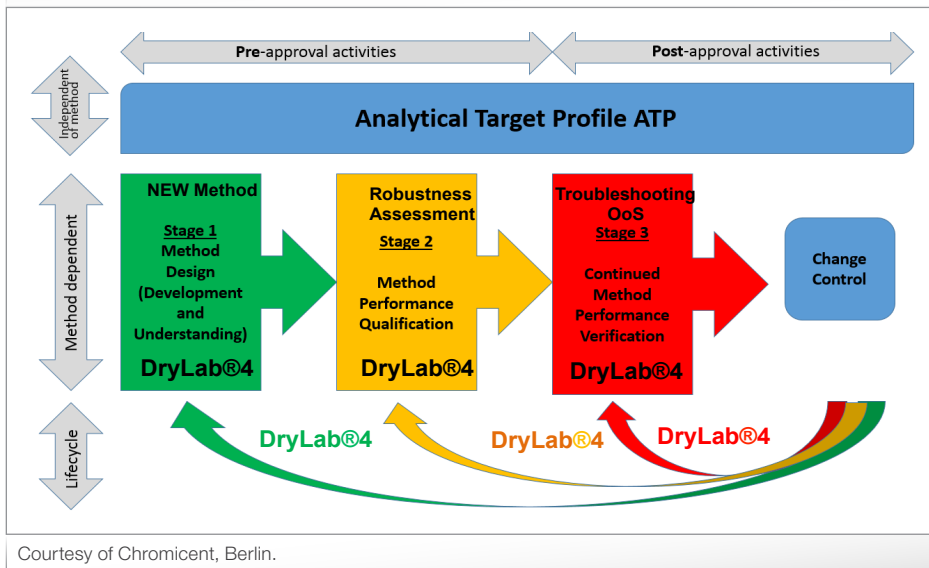 Pre-approval activities
Post-approval activities
Independent
of method
Analytical Target Profile ATP
Method dependent
NEW Method
Stage 1
Method
Design
(Development
and
Understanding)
DryLab®4
Robustness
Assessment
Stage 2
Method
Performance
Qualification
DryLab®4
Troubleshooting
OoS
Stage 3
Continued
Method
Performance
Verification
DryLab®4
Change
Control
Lifecycle
DryLab®4
DryLab®4
DryLab®4
Courtesy of Chromicent, Berlin.